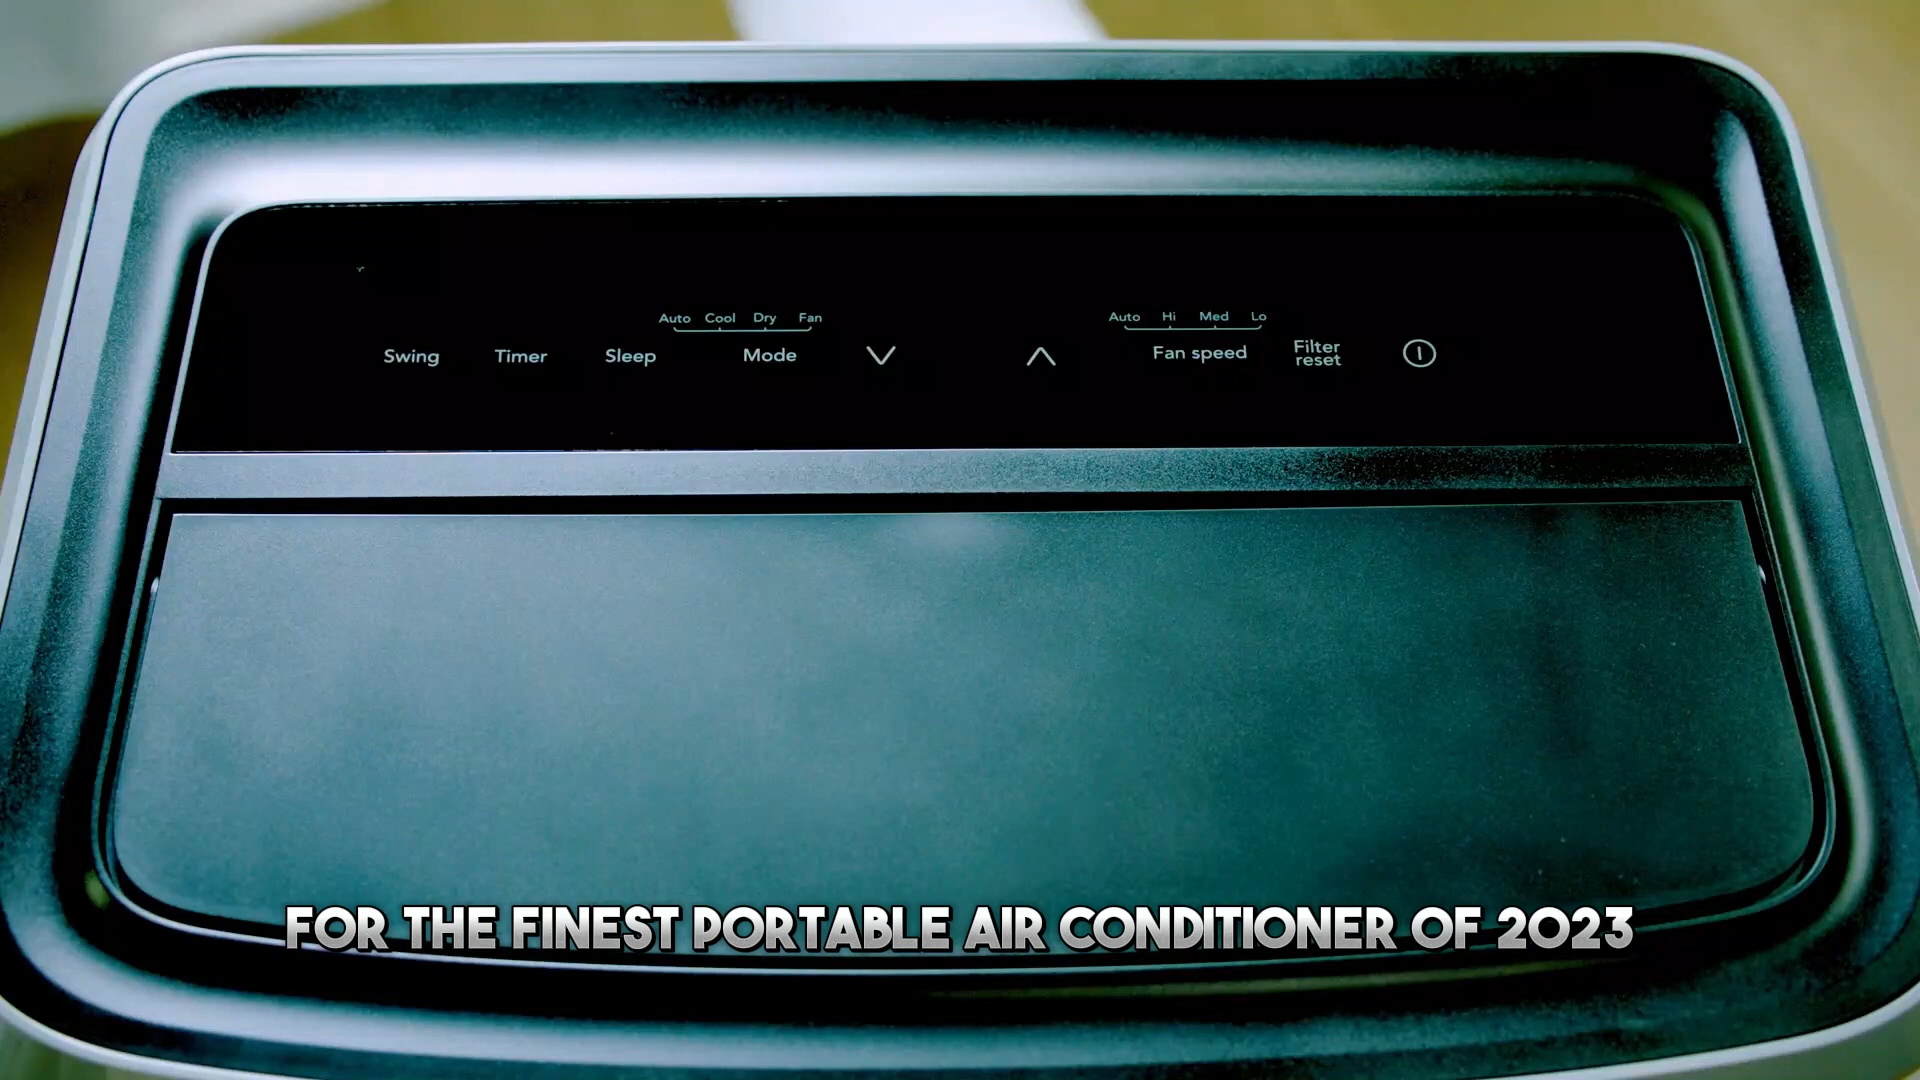 Auto Cool Dry Fan
Auto Hi Med Lo
Swing Timer Sleep Mode Fan speed Filter
reset
FOR THE FINEST PORTABLE AIR CONDITIONER OF 2023